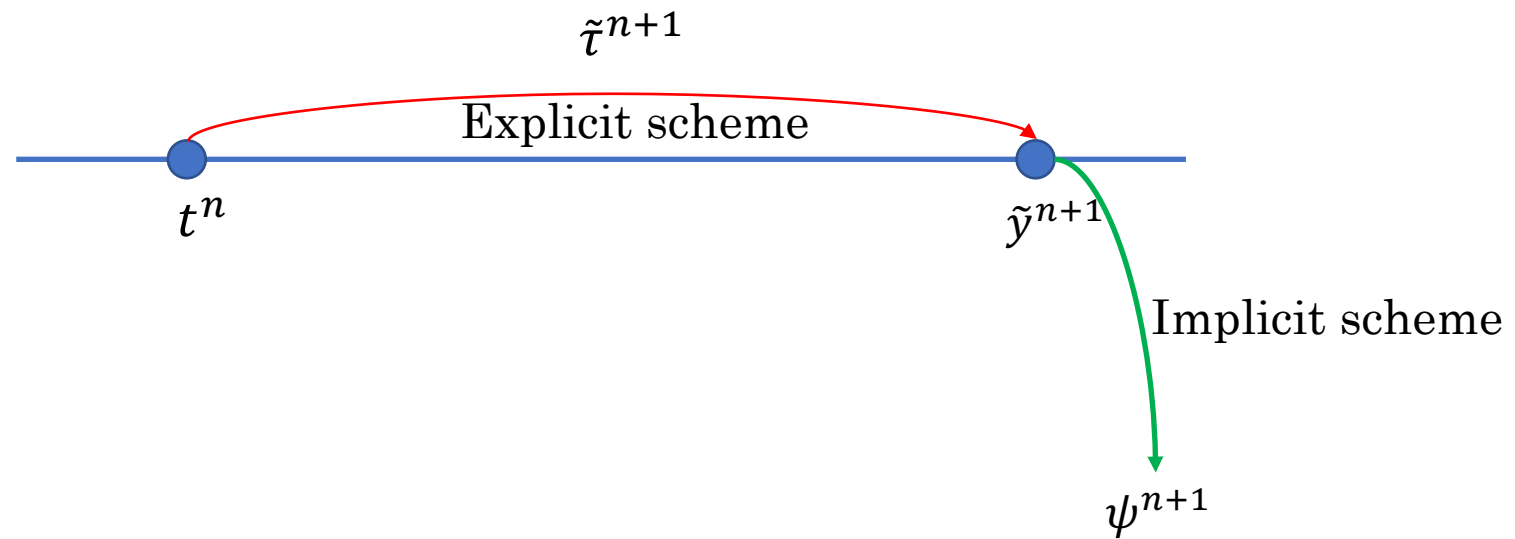 τ̃ⁿ⁺¹
Explicit scheme
tⁿ
ỹⁿ⁺¹
Implicit scheme
ψⁿ⁺¹